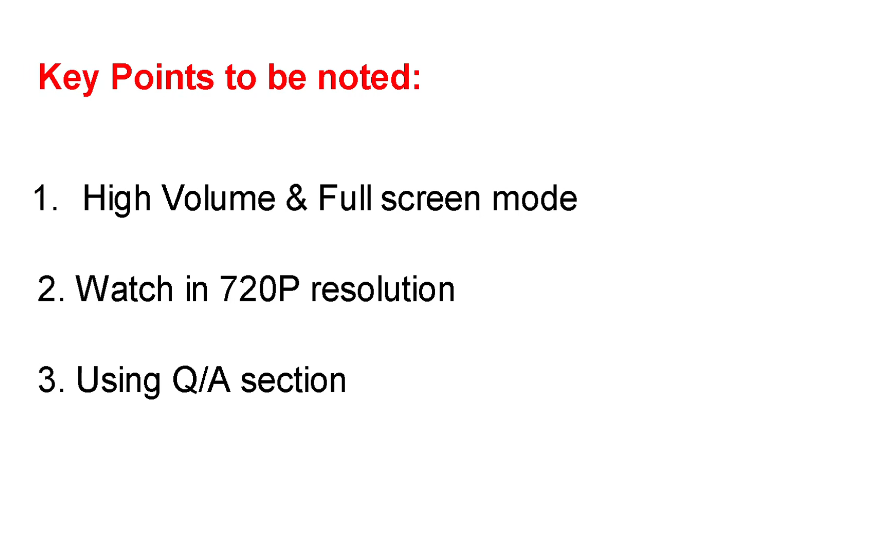 Key Points to be noted:
1. High Volume & Full screen mode
2. Watch in 720P resolution
3. Using Q/A section